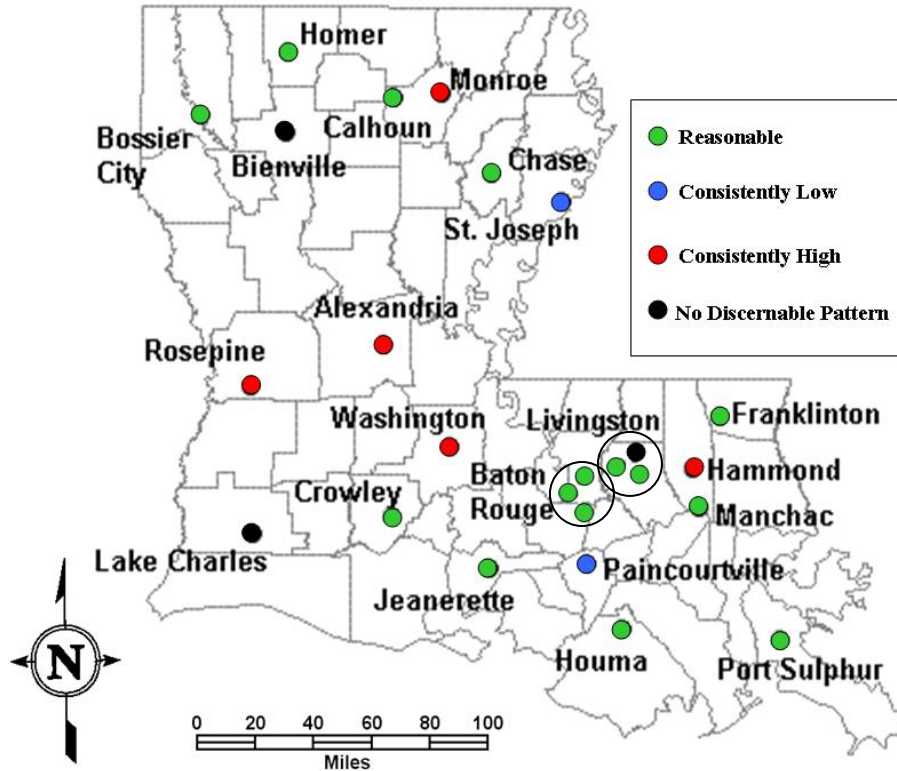 Homer
Monroe
Bossier
City
Bienville
Calhoun
Chase
St. Joseph
Reasonable
Consistently Low
Consistently High
No Discernable Pattern
Alexandria
Rosepine
Washington
Livingston
Franklinton
Baton
Rouge
Hammond
Crowley
Manchac
Lake Charles
Paincourtville
Jeanerette
Houma
Port Sulphur
N
0 20 40 60 80 100
Miles